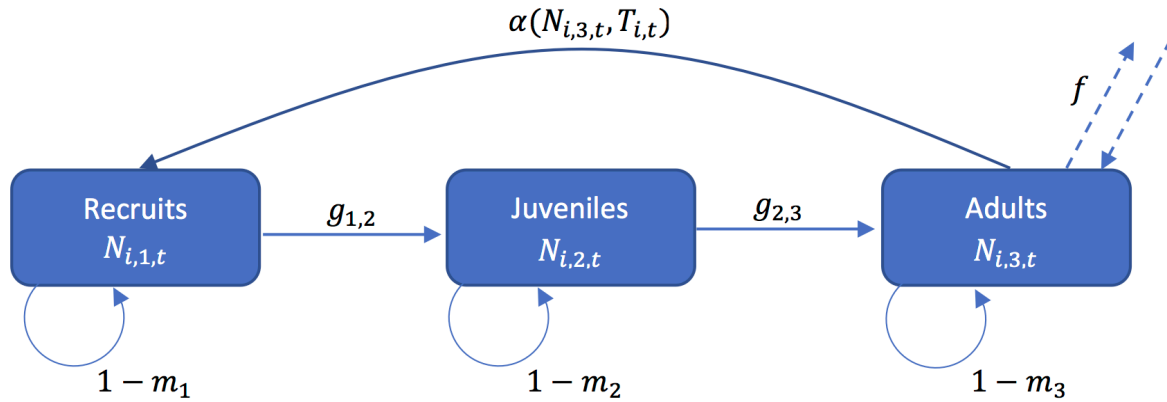 α(N_{i,3,t}, T_{i,t})
f
Recruits
N_{i,1,t}
g_{1,2}
Juveniles
N_{i,2,t}
g_{2,3}
Adults
N_{i,3,t}
1 − m_1
1 − m_2
1 − m_3